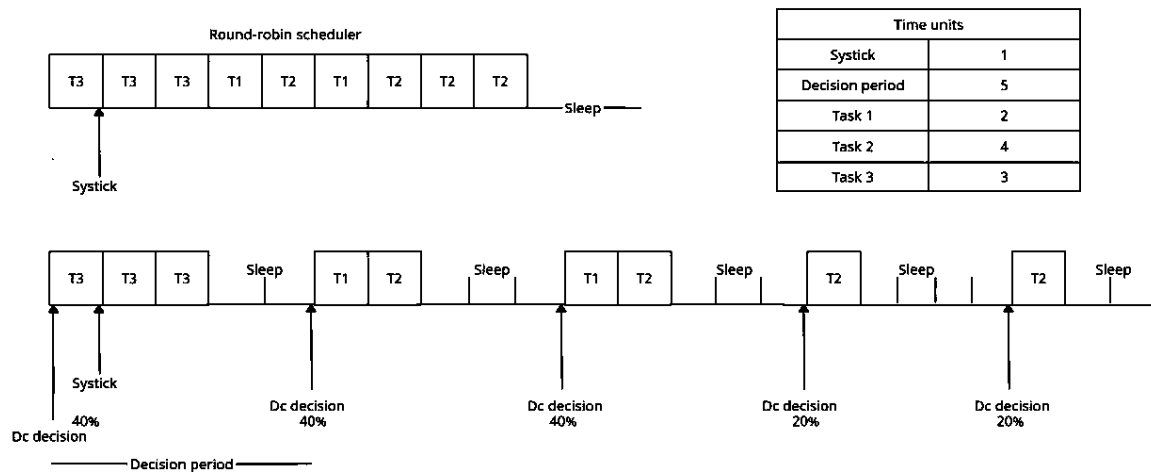 Round-robin scheduler
T3 T3 T3 T1 T2 T1 T2 T2 T2
Sleep
Systick
Time units
Systick 1
Decision period 5
Task 1 2
Task 2 4
Task 3 3
T3 T3 T3 Sleep T1 T2 Sleep T1 T2 Sleep T2 Sleep T2 Sleep
Systick
Dc decision
40%
Dc decision
40%
Dc decision
40%
Dc decision
20%
Dc decision
20%
Decision period